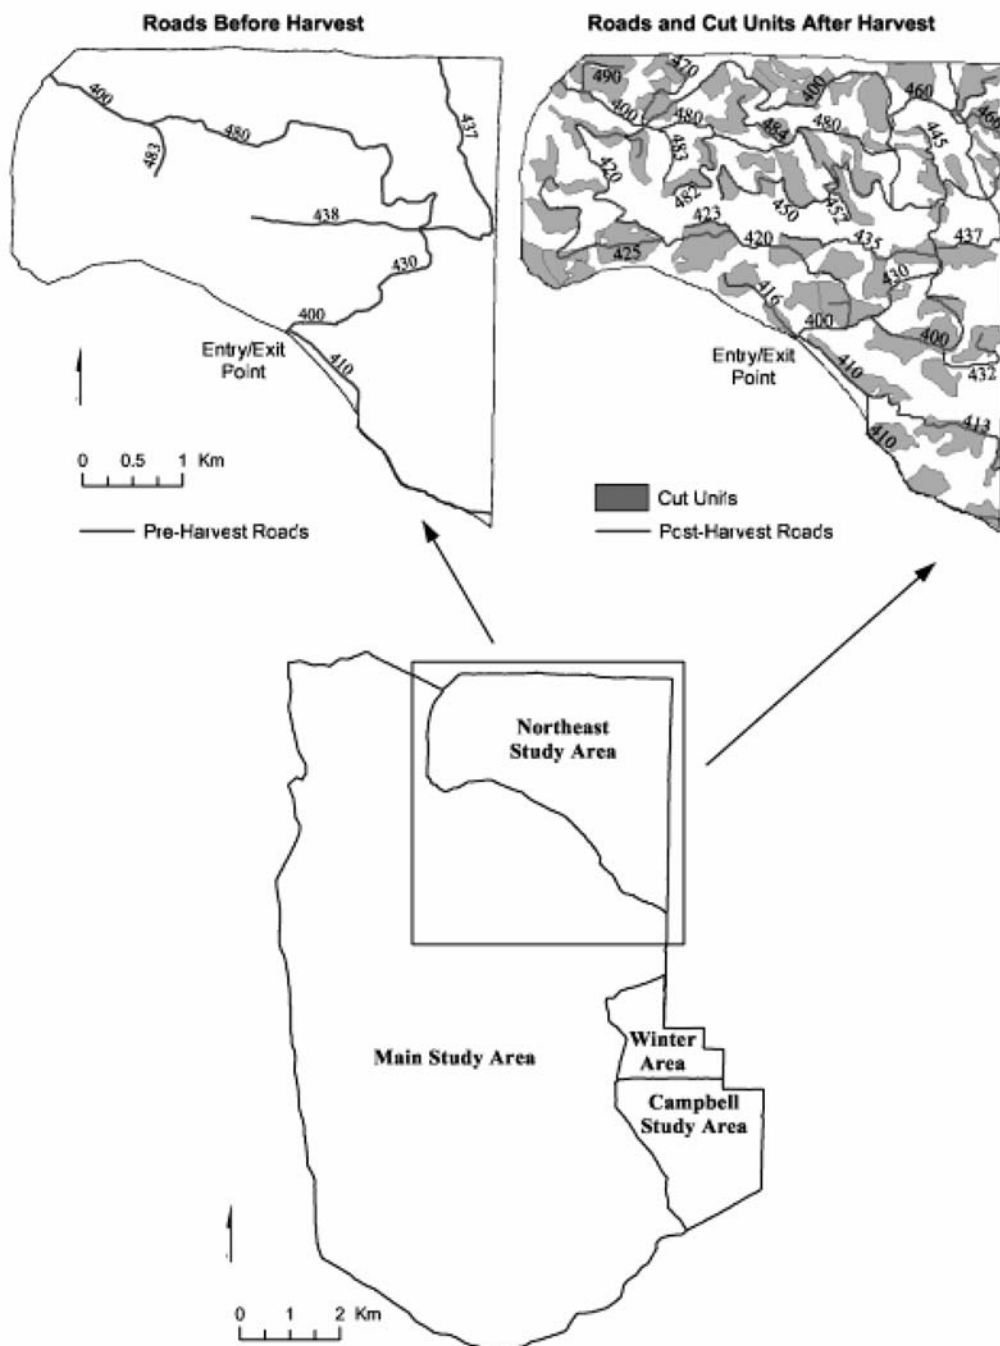 Roads Before Harvest
400
480
483
437
438
430
400
410
Entry/Exit
Point
0 0.5 1 Km
Pre-Harvest Roads
Roads and Cut Units After Harvest
490
470
400
460
400
480
484
480
445
483
420
482
450
452
423
420
435
437
425
430
416
400
400
432
Entry/Exit
Point
410
413
410
Cut Units
Post-Harvest Roads
Northeast
Study Area
Main Study Area
Winter
Area
Campbell
Study Area
0 1 2 Km